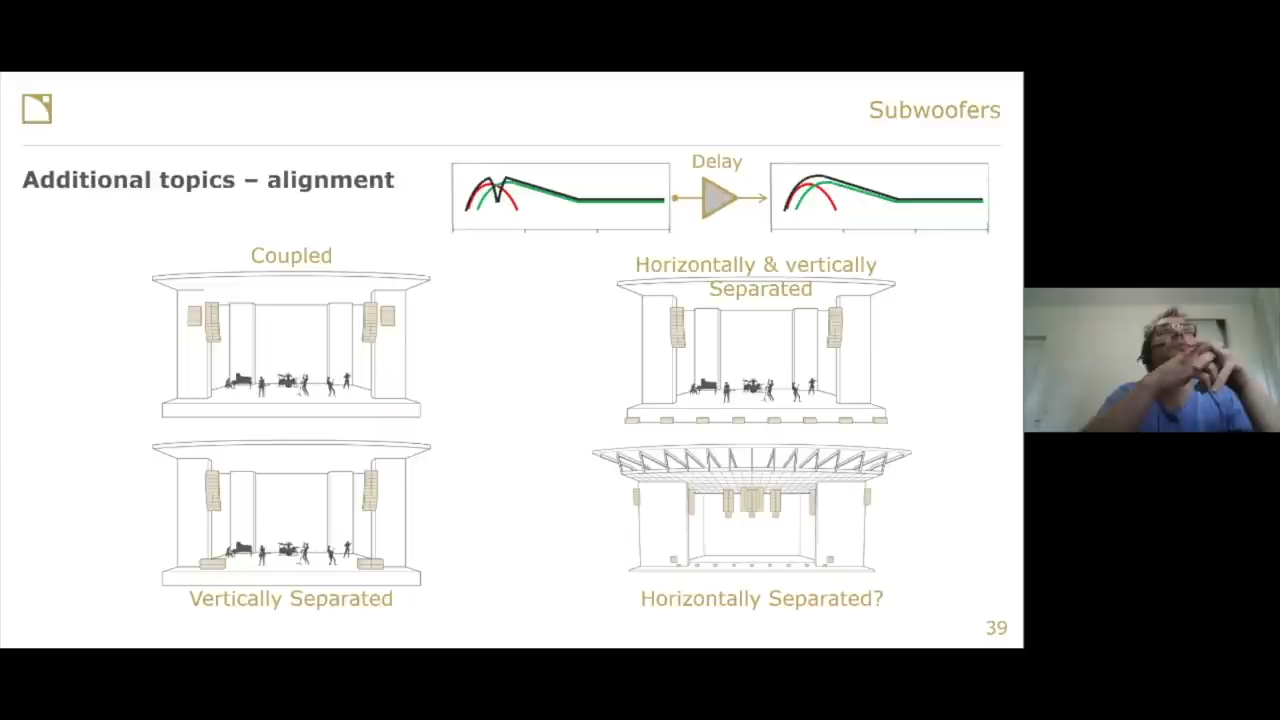 Subwoofers
Additional topics – alignment
Delay
Coupled
Horizontally & vertically
Separated
Vertically Separated
Horizontally Separated?
39